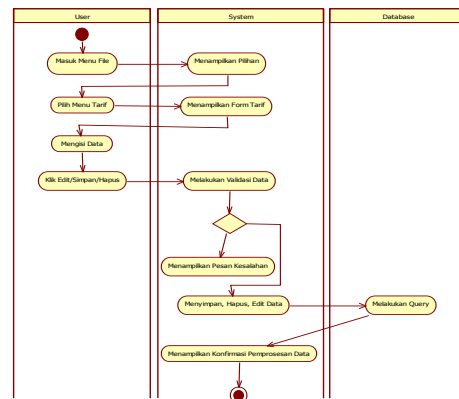 User
System
Database
Masuk Menu File
Menampilkan Pilihan
Pilih Menu Tarif
Menampilkan Form Tarif
Mengisi Data
Klik Edit/Simpan/Hapus
Melakukan Validasi Data
Menampilkan Pesan Kesalahan
Menyimpan, Hapus, Edit Data
Melakukan Query
Menampilkan Konfirmasi Pemprosesan Data